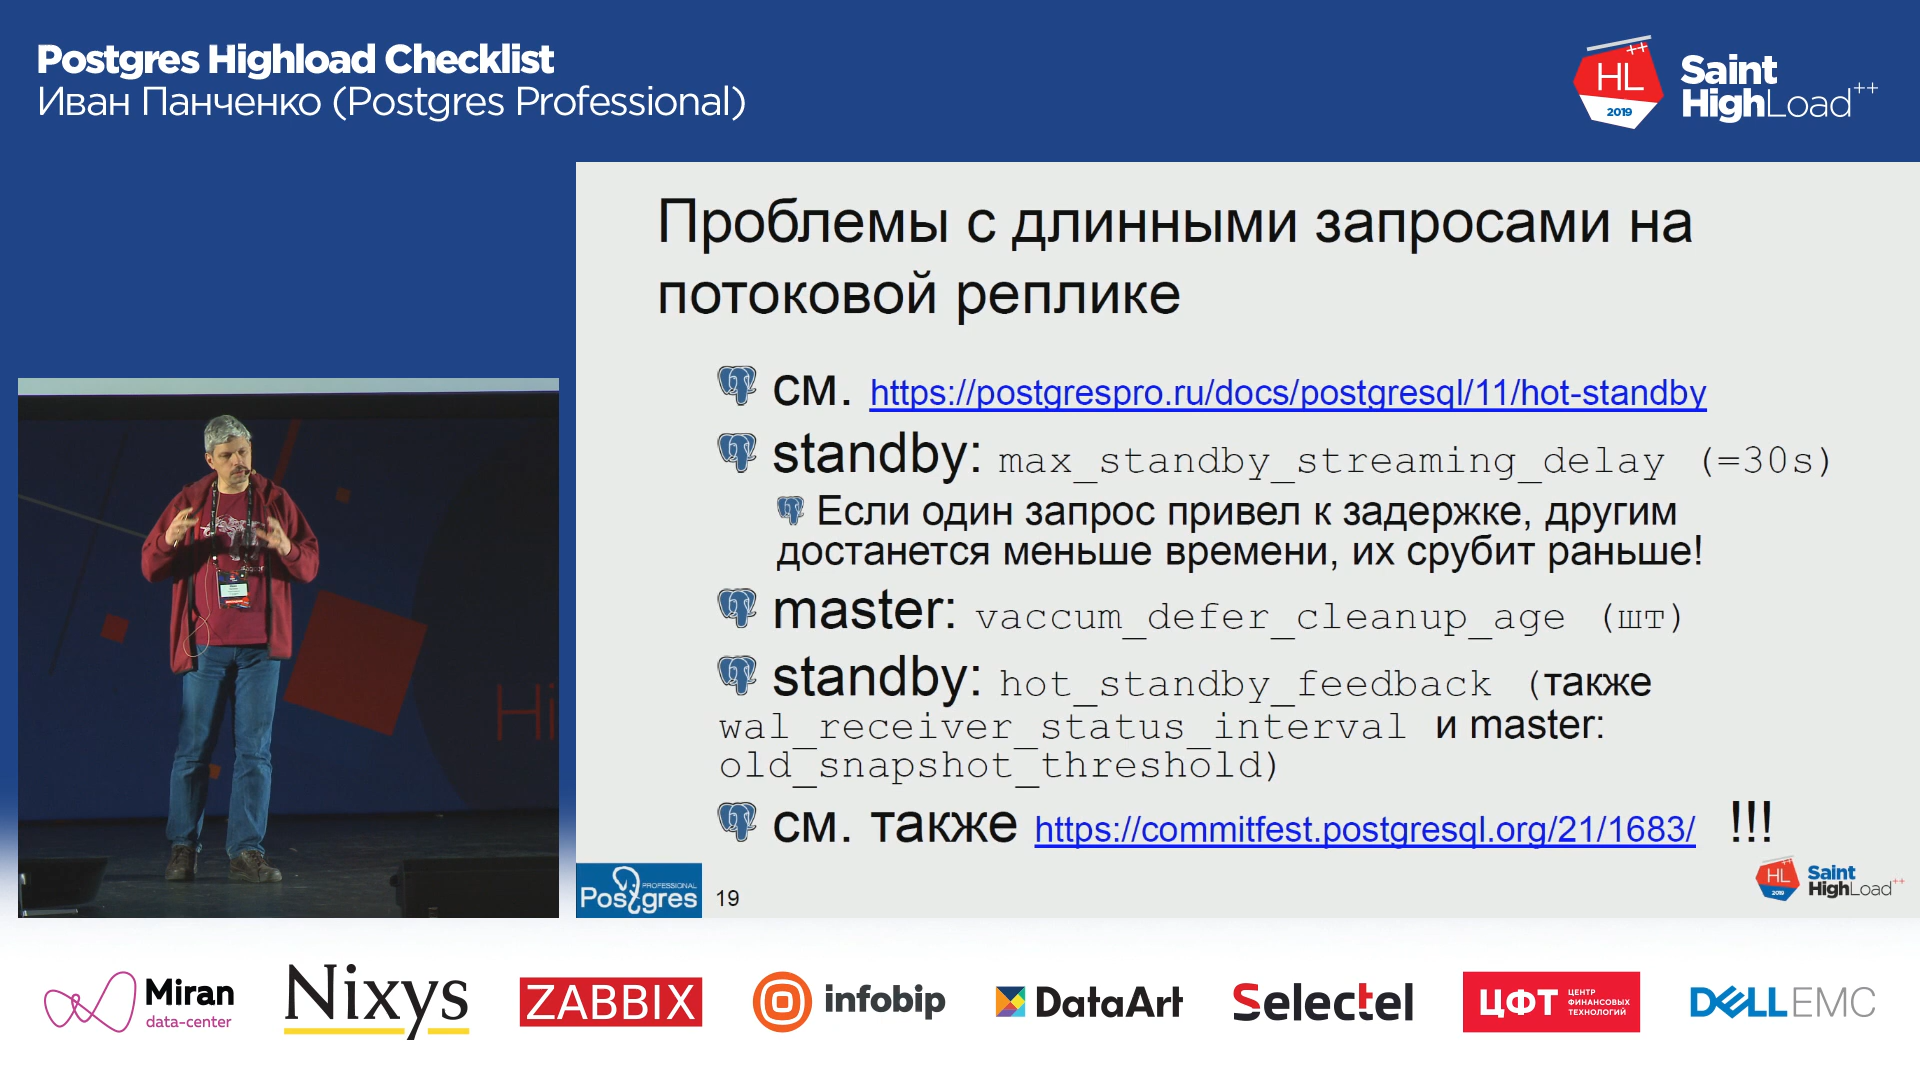 Postgres Highload Checklist
Иван Панченко (Postgres Professional)
HL ++
2019
Saint
HighLoad++
Проблемы с длинными запросами на
потоковой реплике
см. https://postgrespro.ru/docs/postgresql/11/hot-standby
standby: max_standby_streaming_delay (=30s)
Если один запрос привел к задержке, другим
достанется меньше времени, их срубит раньше!
master: vaccum_defer_cleanup_age (шт)
standby: hot_standby_feedback (также
wal_receiver_status_interval и master:
old_snapshot_threshold)
см. также https://commitfest.postgresql.org/21/1683/ !!!
Postgres PROFESSIONAL
19
HL
2019
Saint
HighLoad++
Hi
Miran
data-center
Nixys
ZABBIX
infobip
DataArt
Selectel
ЦФТ
ЦЕНТР
ФИНАНСОВЫХ
ТЕХНОЛОГИЙ
DELLEMC